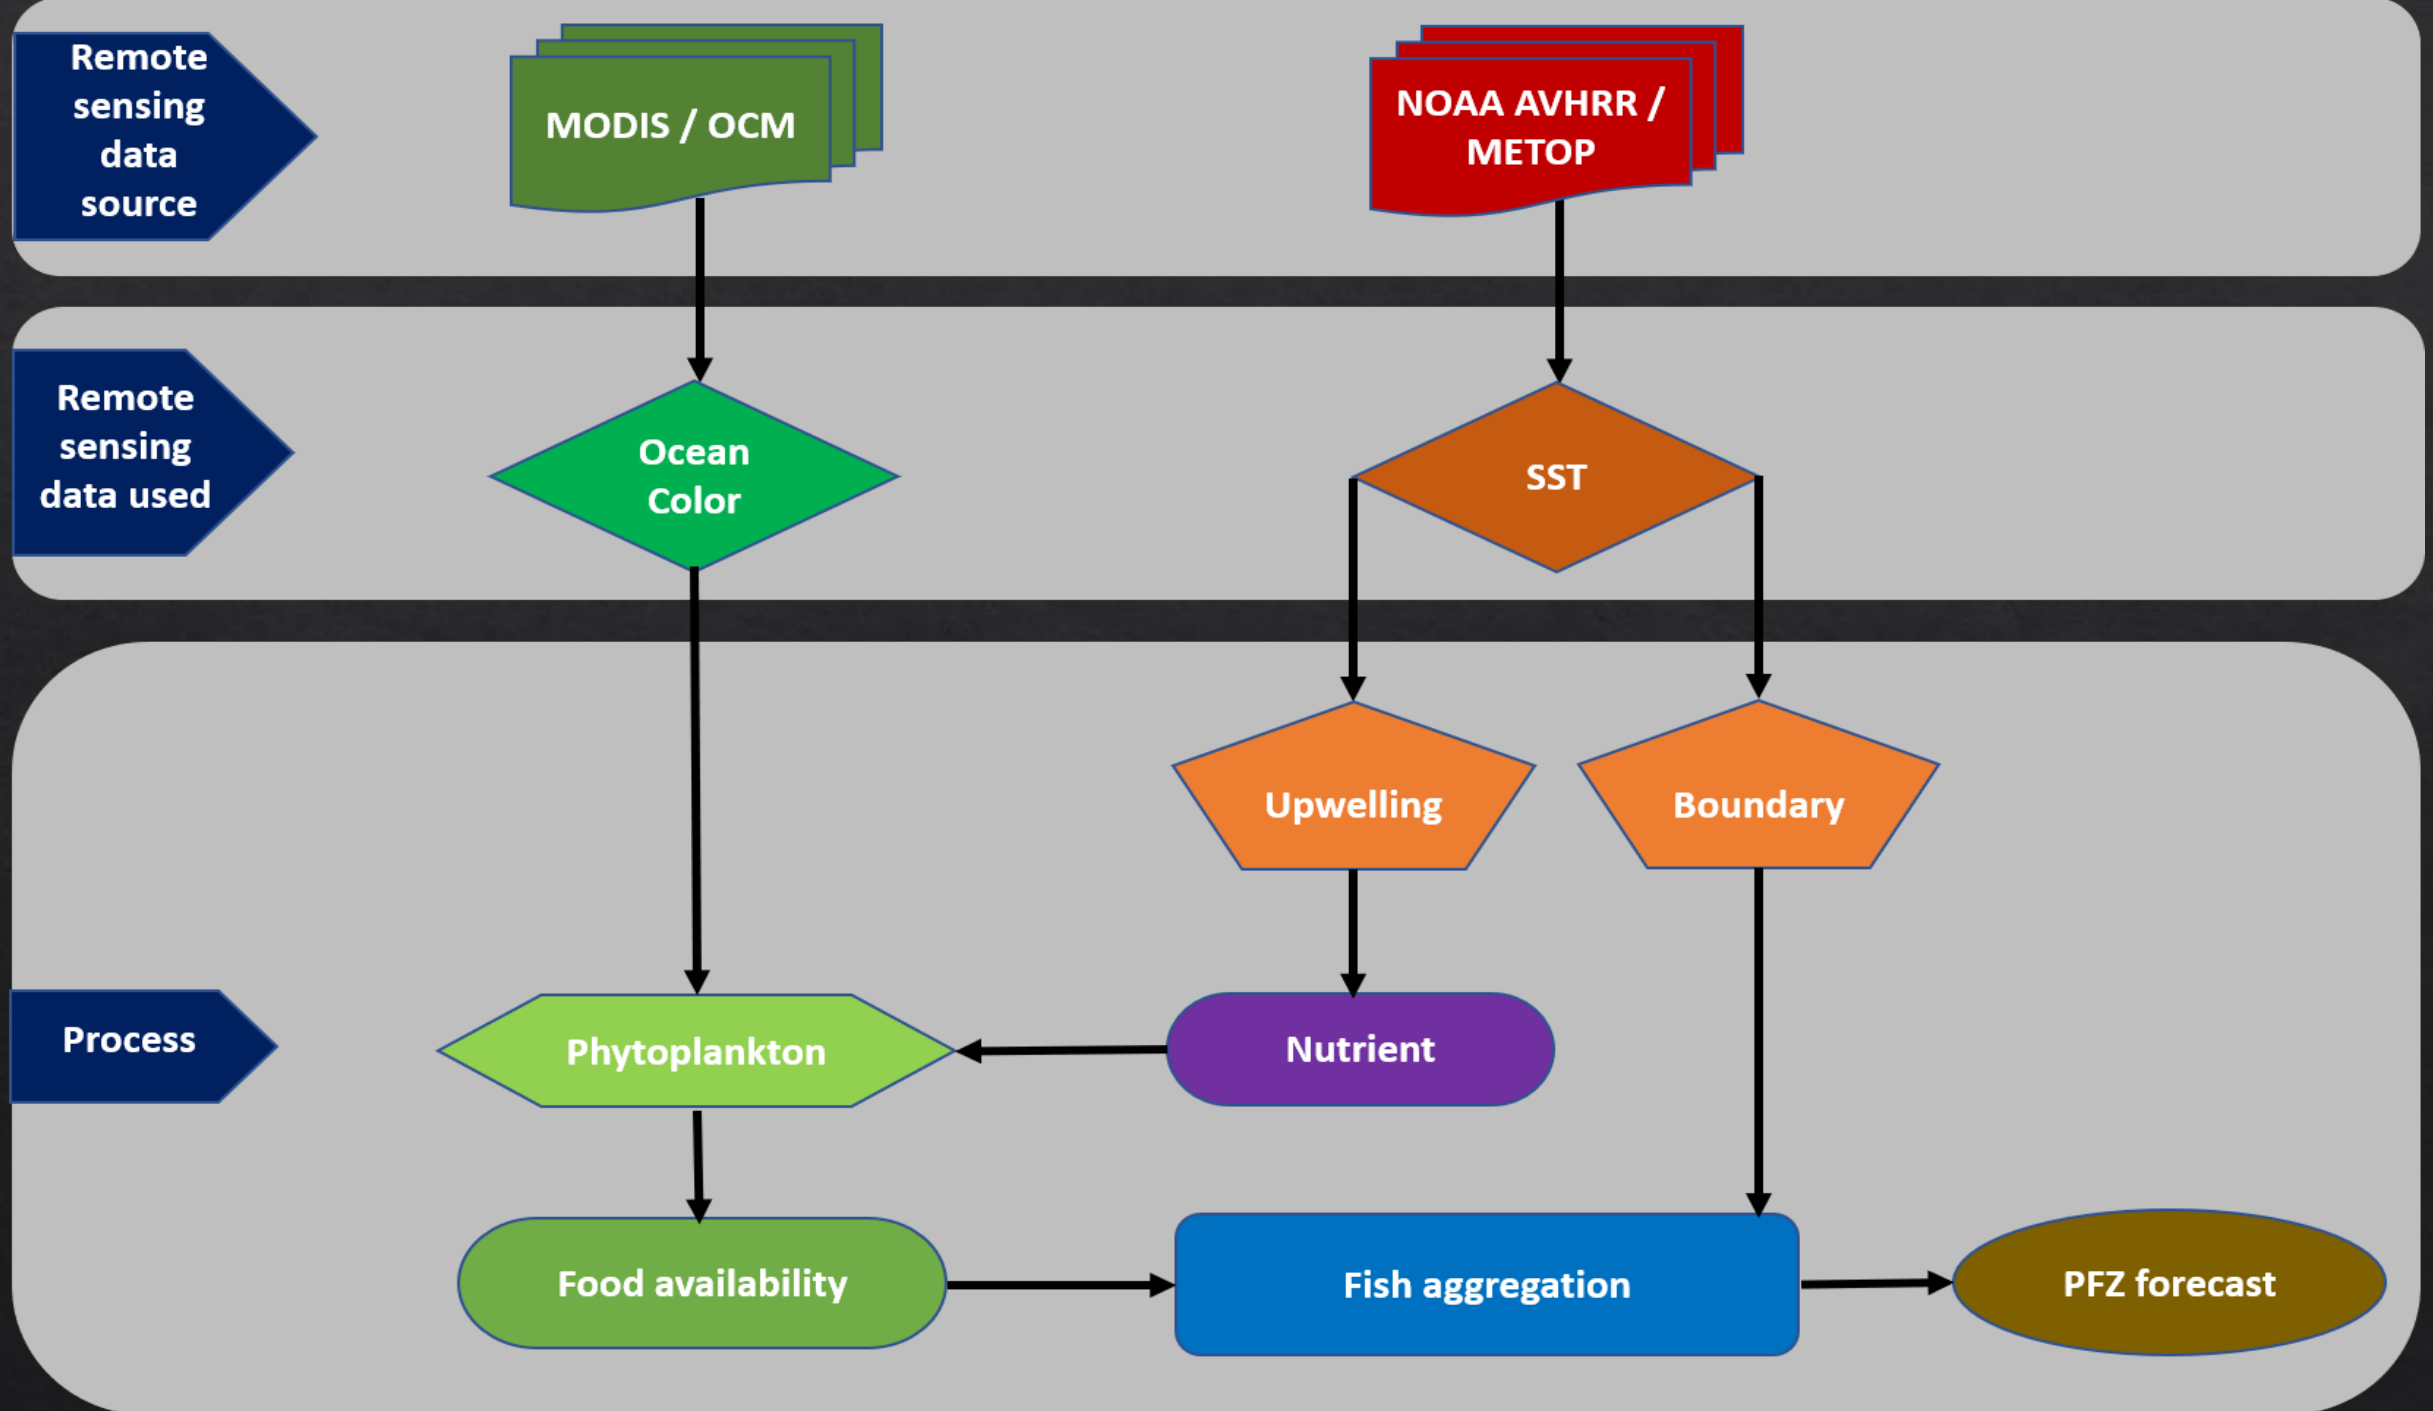 Remote
sensing
data
source
MODIS / OCM
NOAA AVHRR /
METOP
Remote
sensing
data used
Ocean
Color
SST
Upwelling
Boundary
Process
Phytoplankton
Nutrient
Food availability
Fish aggregation
PFZ forecast